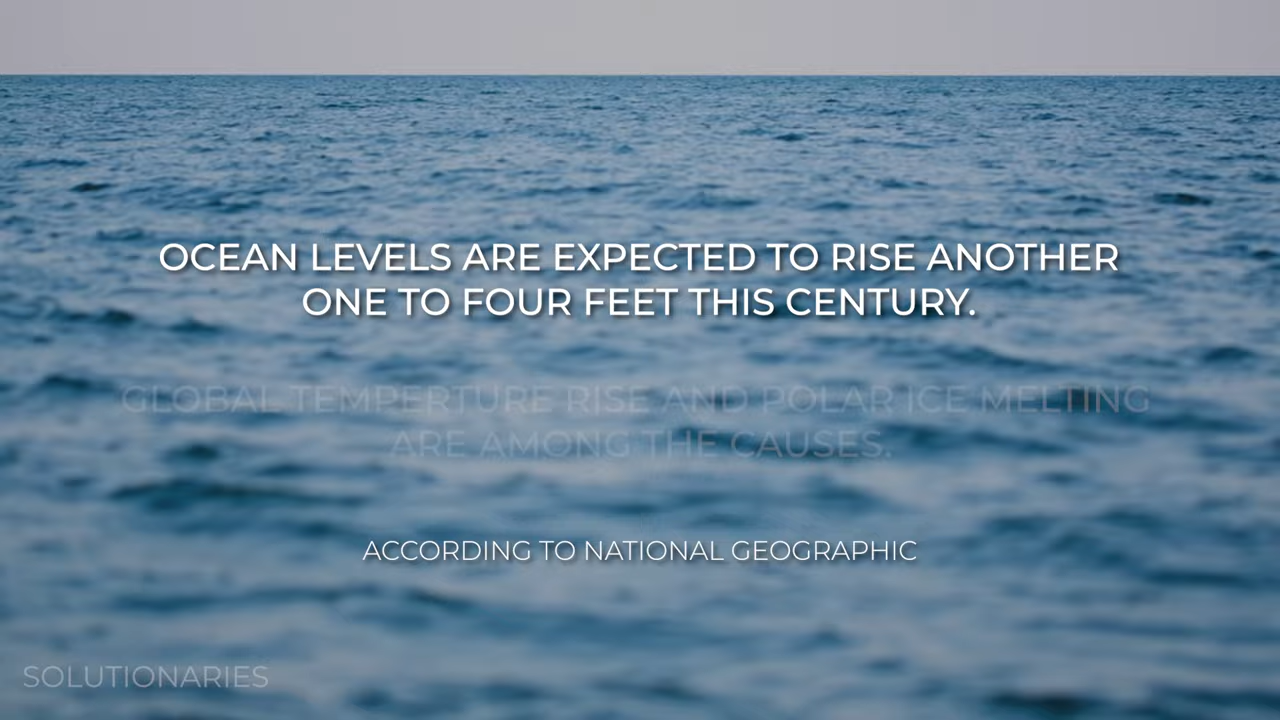 OCEAN LEVELS ARE EXPECTED TO RISE ANOTHER
ONE TO FOUR FEET THIS CENTURY.
GLOBAL TEMPERTURE RISE AND POLAR ICE MELTING
ARE AMONG THE CAUSES.
ACCORDING TO NATIONAL GEOGRAPHIC
SOLUTIONARIES